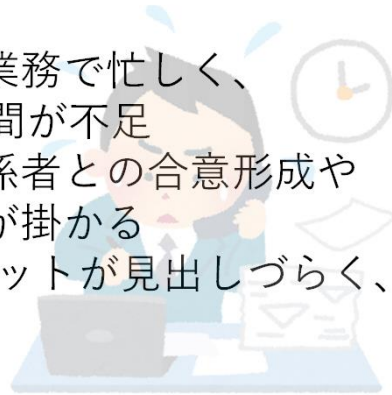 業務で忙しく、
間が不足
係者との合意形成や
が掛かる
ットが見出しづらく、